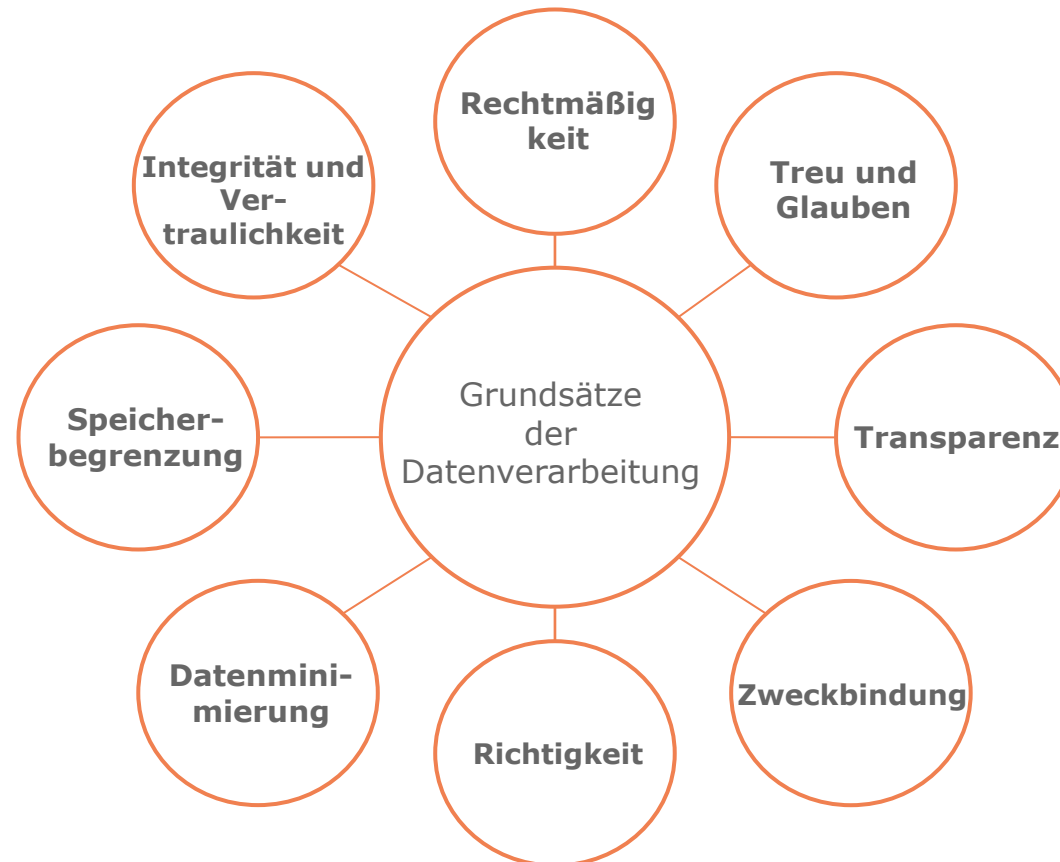 Rechtmäßig
keit
Treu und
Glauben
Transparenz
Zweckbindung
Richtigkeit
Datenmini-
mierung
Speicher-
begrenzung
Integrität und
Ver-
traulichkeit
Grundsätze
der
Datenverarbeitung